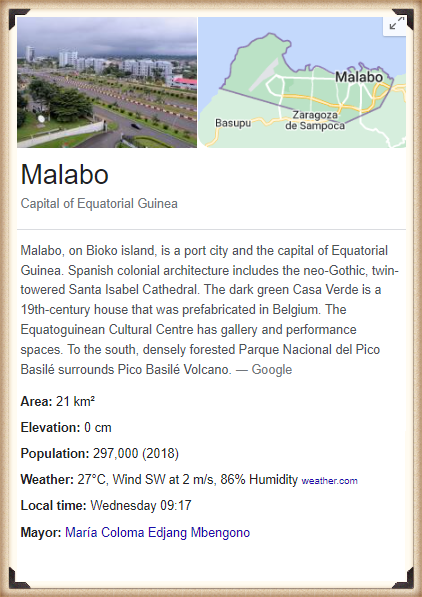 Malabo
Basupu
Zaragoza
de Sampoca
Malabo
Capital of Equatorial Guinea
Malabo, on Bioko island, is a port city and the capital of Equatorial
Guinea. Spanish colonial architecture includes the neo-Gothic, twin-
towered Santa Isabel Cathedral. The dark green Casa Verde is a
19th-century house that was prefabricated in Belgium. The
Equatoguinean Cultural Centre has gallery and performance
spaces. To the south, densely forested Parque Nacional del Pico
Basilé surrounds Pico Basilé Volcano. — Google
Area: 21 km²
Elevation: 0 cm
Population: 297,000 (2018)
Weather: 27°C, Wind SW at 2 m/s, 86% Humidity weather.com
Local time: Wednesday 09:17
Mayor: María Coloma Edjang Mbengono